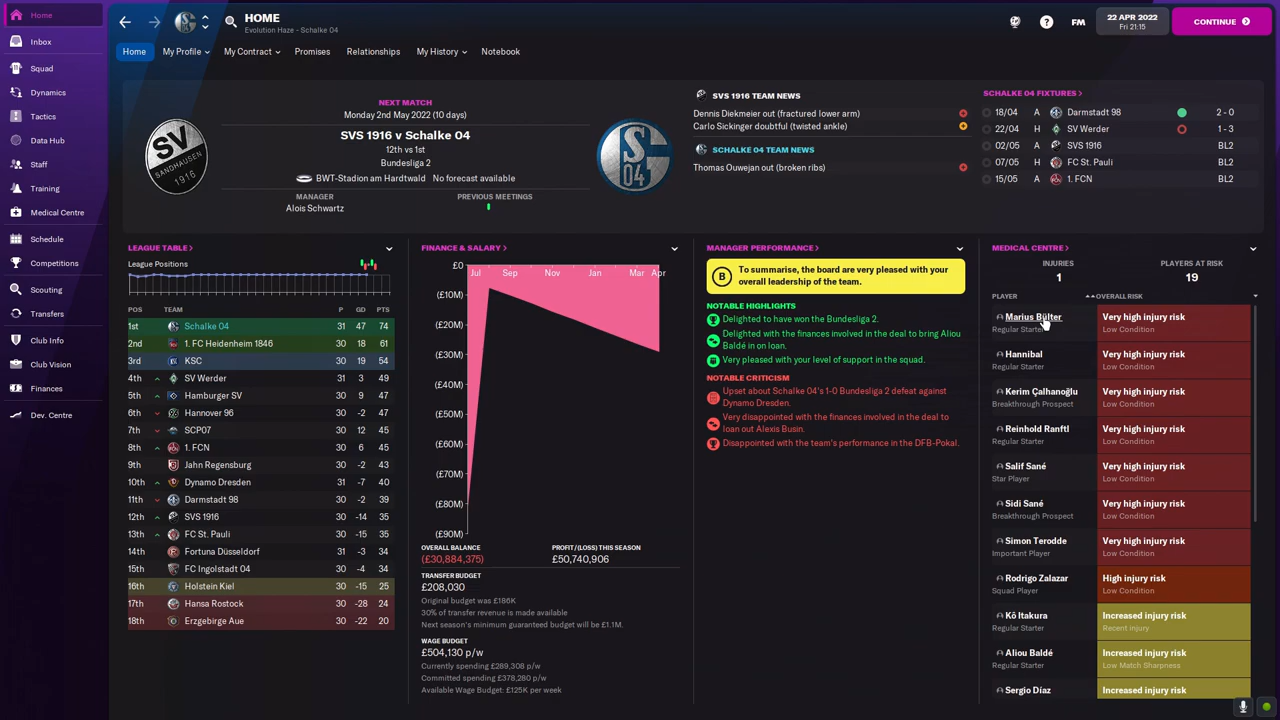 Home
Inbox
Squad
Dynamics
Tactics
Data Hub
Staff
Training
Medical Centre
Schedule
Competitions
Scouting
Transfers
Club Info
Club Vision
Finances
Dev. Centre
HOME
Evolution Haze - Schalke 04
FM
22 APR 2022
Fri 21:15
CONTINUE
Home
My Profile
My Contract
Promises
Relationships
My History
Notebook
NEXT MATCH
Monday 2nd May 2022 (10 days)
SVS 1916 v Schalke 04
12th vs 1st
Bundesliga 2
BWT-Stadion am Hardtwald No forecast available
MANAGER
Alois Schwartz
PREVIOUS MEETINGS
SV
SANDHAUSEN
1916
SVS 1916 TEAM NEWS
Dennis Diekmeier out (fractured lower arm)
Carlo Sickinger doubtful (twisted ankle)
SCHALKE 04 TEAM NEWS
Thomas Ouwejan out (broken ribs)
SCHALKE 04 FIXTURES >
18/04 A Darmstadt 98 2 - 0
22/04 H SV Werder 1 - 3
02/05 A SVS 1916 BL2
07/05 H FC St. Pauli BL2
15/05 A 1. FCN BL2
LEAGUE TABLE >
League Positions
POS TEAM P GD PTS
1st Schalke 04 31 47 74
2nd 1. FC Heidenheim 1846 30 18 61
3rd KSC 30 19 54
4th SV Werder 31 3 49
5th Hamburger SV 30 9 47
6th Hannover 96 30 -2 47
7th SCP07 30 12 45
8th 1. FCN 30 6 45
9th Jahn Regensburg 30 -2 43
10th Dynamo Dresden 31 -7 40
11th Darmstadt 98 30 -2 39
12th SVS 1916 30 -14 35
13th FC St. Pauli 30 -15 35
14th Fortuna Düsseldorf 31 -3 34
15th FC Ingolstadt 04 30 -4 34
16th Holstein Kiel 30 -15 25
17th Hansa Rostock 30 -28 24
18th Erzgebirge Aue 30 -22 20
FINANCE & SALARY >
£0
Jul Sep Nov Jan Mar Apr
(£10M)
(£20M)
(£30M)
(£40M)
(£50M)
(£60M)
(£70M)
(£80M)
(£90M)
OVERALL BALANCE
(£30,884,375)
PROFIT/(LOSS) THIS SEASON
£50,740,906
TRANSFER BUDGET
£208,030
Original budget was £186K
30% of transfer revenue is made available
Next season's minimum guaranteed budget will be £1.1M.
WAGE BUDGET
£504,130 p/w
Currently spending £289,308 p/w
Committed spending £378,280 p/w
Available Wage Budget: £125K per week
MANAGER PERFORMANCE >
B
To summarise, the board are very pleased with your
overall leadership of the team.
NOTABLE HIGHLIGHTS
Delighted to have won the Bundesliga 2.
Delighted with the finances involved in the deal to bring Aliou
Baldé in on loan.
Very pleased with your level of support in the squad.
NOTABLE CRITICISM
Upset about Schalke 04's 1-0 Bundesliga 2 defeat against
Dynamo Dresden.
Very disappointed with the finances involved in the deal to
loan out Alexis Busin.
Disappointed with the team's performance in the DFB-Pokal.
MEDICAL CENTRE >
INJURIES
1
PLAYERS AT RISK
19
PLAYER OVERALL RISK
Marius Bülter Very high injury risk
Regular Starter Low Condition
Hannibal Very high injury risk
Regular Starter Low Condition
Kerim Çalhanoğlu Very high injury risk
Breakthrough Prospect Low Condition
Reinhold Ranftl Very high injury risk
Regular Starter Low Condition
Salif Sané Very high injury risk
Star Player Low Condition
Sidi Sané Very high injury risk
Breakthrough Prospect Low Condition
Simon Terodde Very high injury risk
Important Player Low Condition
Rodrigo Zalazar High injury risk
Squad Player Low Condition
Kō Itakura Increased injury risk
Regular Starter Recent injury
Aliou Baldé Increased injury risk
Regular Starter Low Match Sharpness
Sergio Díaz Increased injury risk